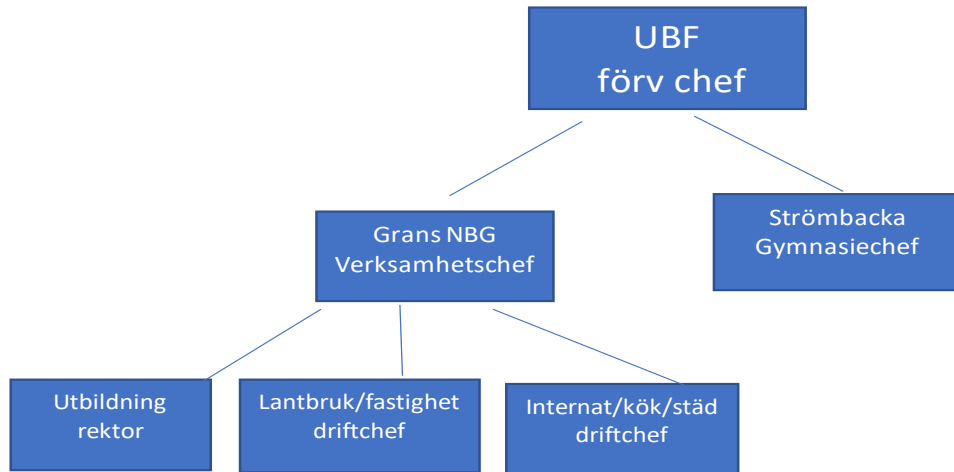 UBF
förv chef
Grans NBG
Verksamhetschef
Strömbacka
Gymnasiechef
Utbildning
rektor
Lantbruk/fastighet
driftchef
Internat/kök/städ
driftchef